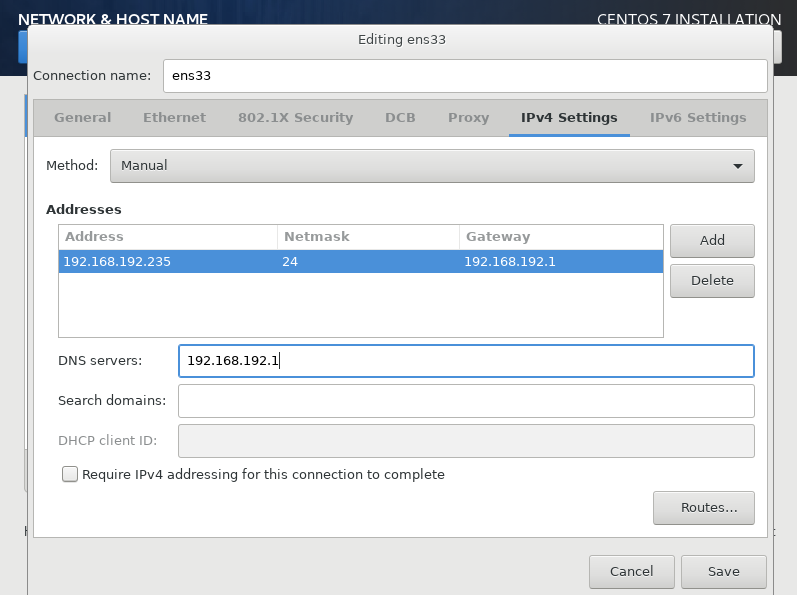 NETWORK & HOST NAME
CENTOS 7 INSTALLATION
Editing ens33
Connection name: ens33
General Ethernet 802.1X Security DCB Proxy IPv4 Settings IPv6 Settings
Method: Manual
Addresses
Address Netmask Gateway
192.168.192.235 24 192.168.192.1
Add
Delete
DNS servers: 192.168.192.1
Search domains:
DHCP client ID:
Require IPv4 addressing for this connection to complete
Routes...
Cancel Save